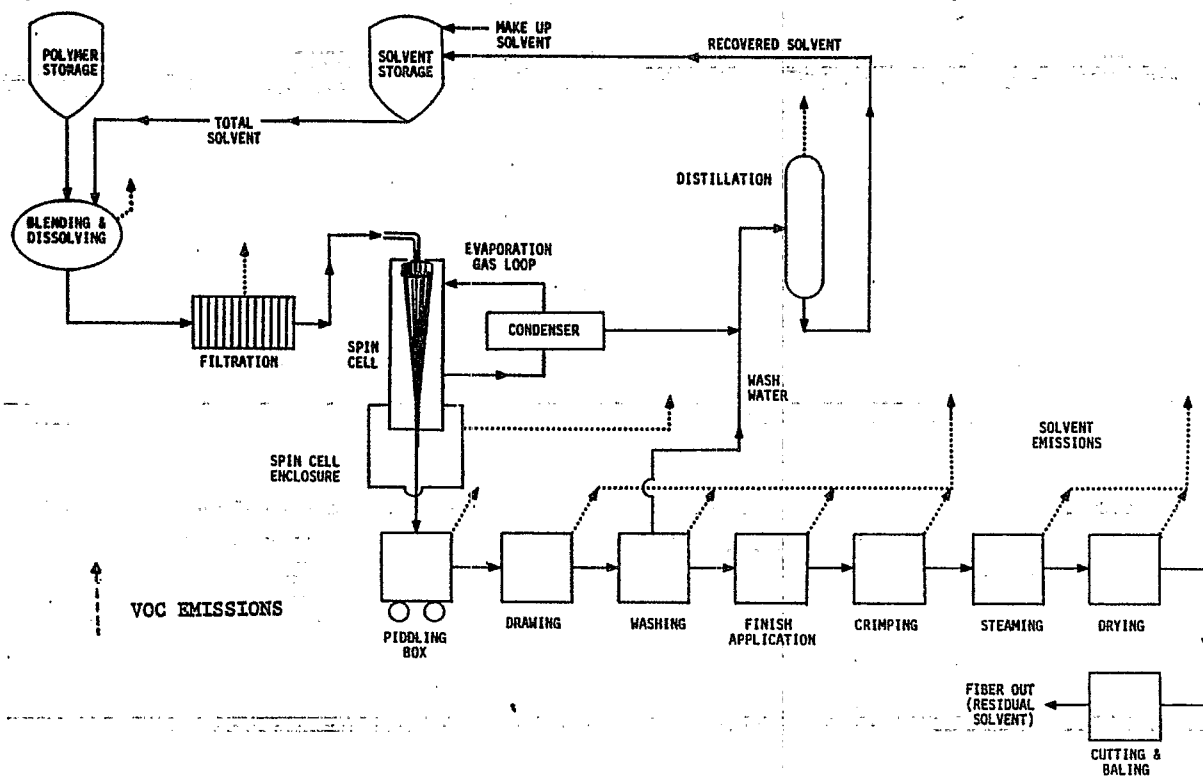 POLYMER
STORAGE
SOLVENT
STORAGE
MAKE UP
SOLVENT
RECOVERED SOLVENT
TOTAL
SOLVENT
DISTILLATION
BLENDING &
DISSOLVING
EVAPORATION
GAS LOOP
CONDENSER
FILTRATION
SPIN
CELL
WASH
WATER
SPIN CELL
ENCLOSURE
SOLVENT
EMISSIONS
VOC EMISSIONS
PIDDLING
BOX
DRAWING
WASHING
FINISH
APPLICATION
CRIMPING
STEAMING
DRYING
FIBER OUT
(RESIDUAL
SOLVENT)
CUTTING &
BALING